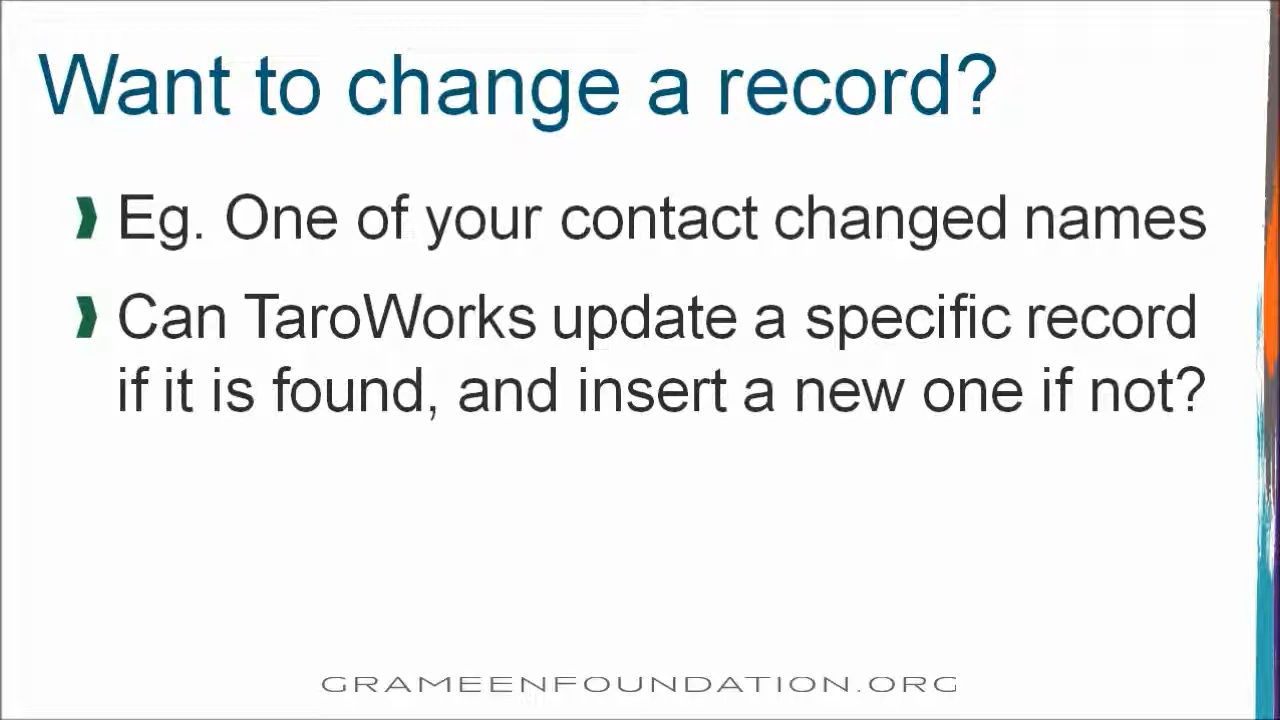 Want to change a record?
Eg. One of your contact changed names
Can TaroWorks update a specific record
if it is found, and insert a new one if not?
GRAMEENFOUNDATION.ORG